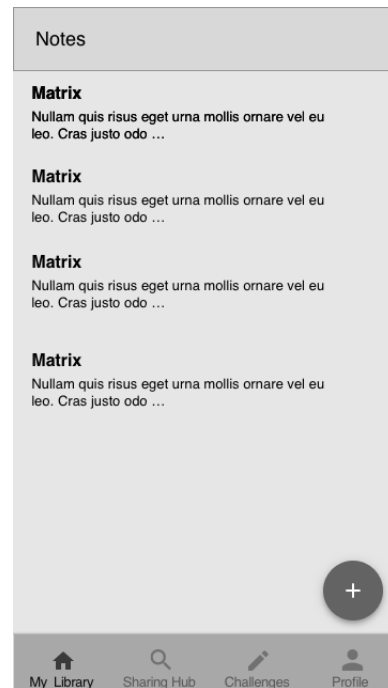 Notes
Matrix
Nullam quis risus eget urna mollis ornare vel eu
leo. Cras justo odo …
Matrix
Nullam quis risus eget urna mollis ornare vel eu
leo. Cras justo odo …
Matrix
Nullam quis risus eget urna mollis ornare vel eu
leo. Cras justo odo …
Matrix
Nullam quis risus eget urna mollis ornare vel eu
leo. Cras justo odo …
+
My Library Sharing Hub Challenges Profile